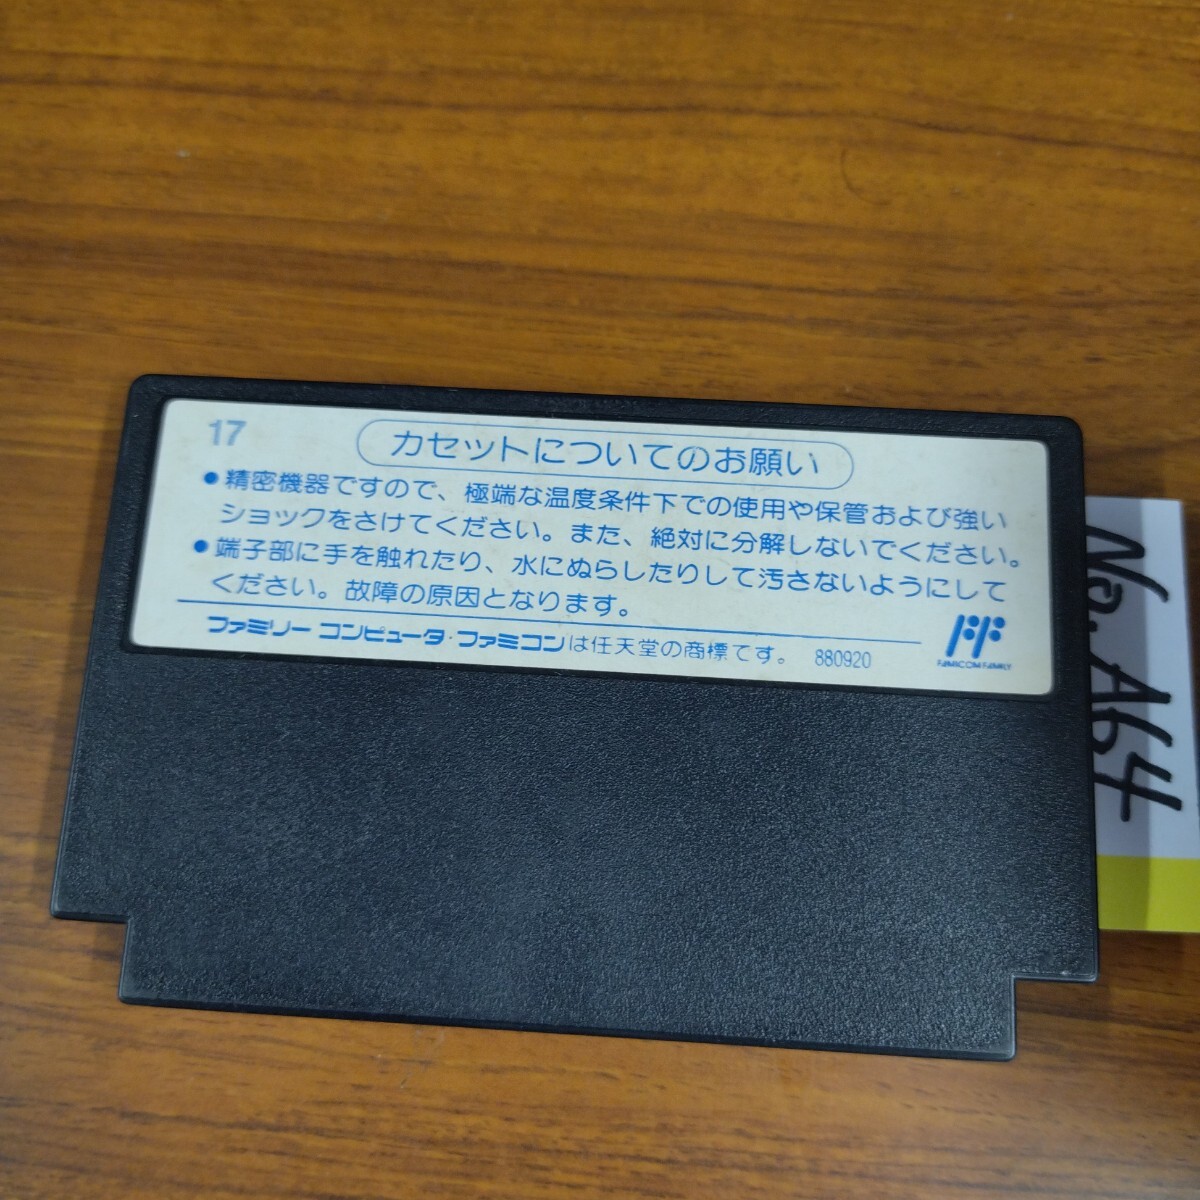 17
カセットについてのお願い
●精密機器ですので、極端な温度条件下での使用や保管および強い
ショックをさけてください。また、絶対に分解しないでください。
●端子部に手を触れたり、水にぬらしたりして汚さないようにして
ください。故障の原因となります。
ファミリーコンピュータ・ファミコンは任天堂の商標です。 880920
FAMICOM FAMILY
No. A64